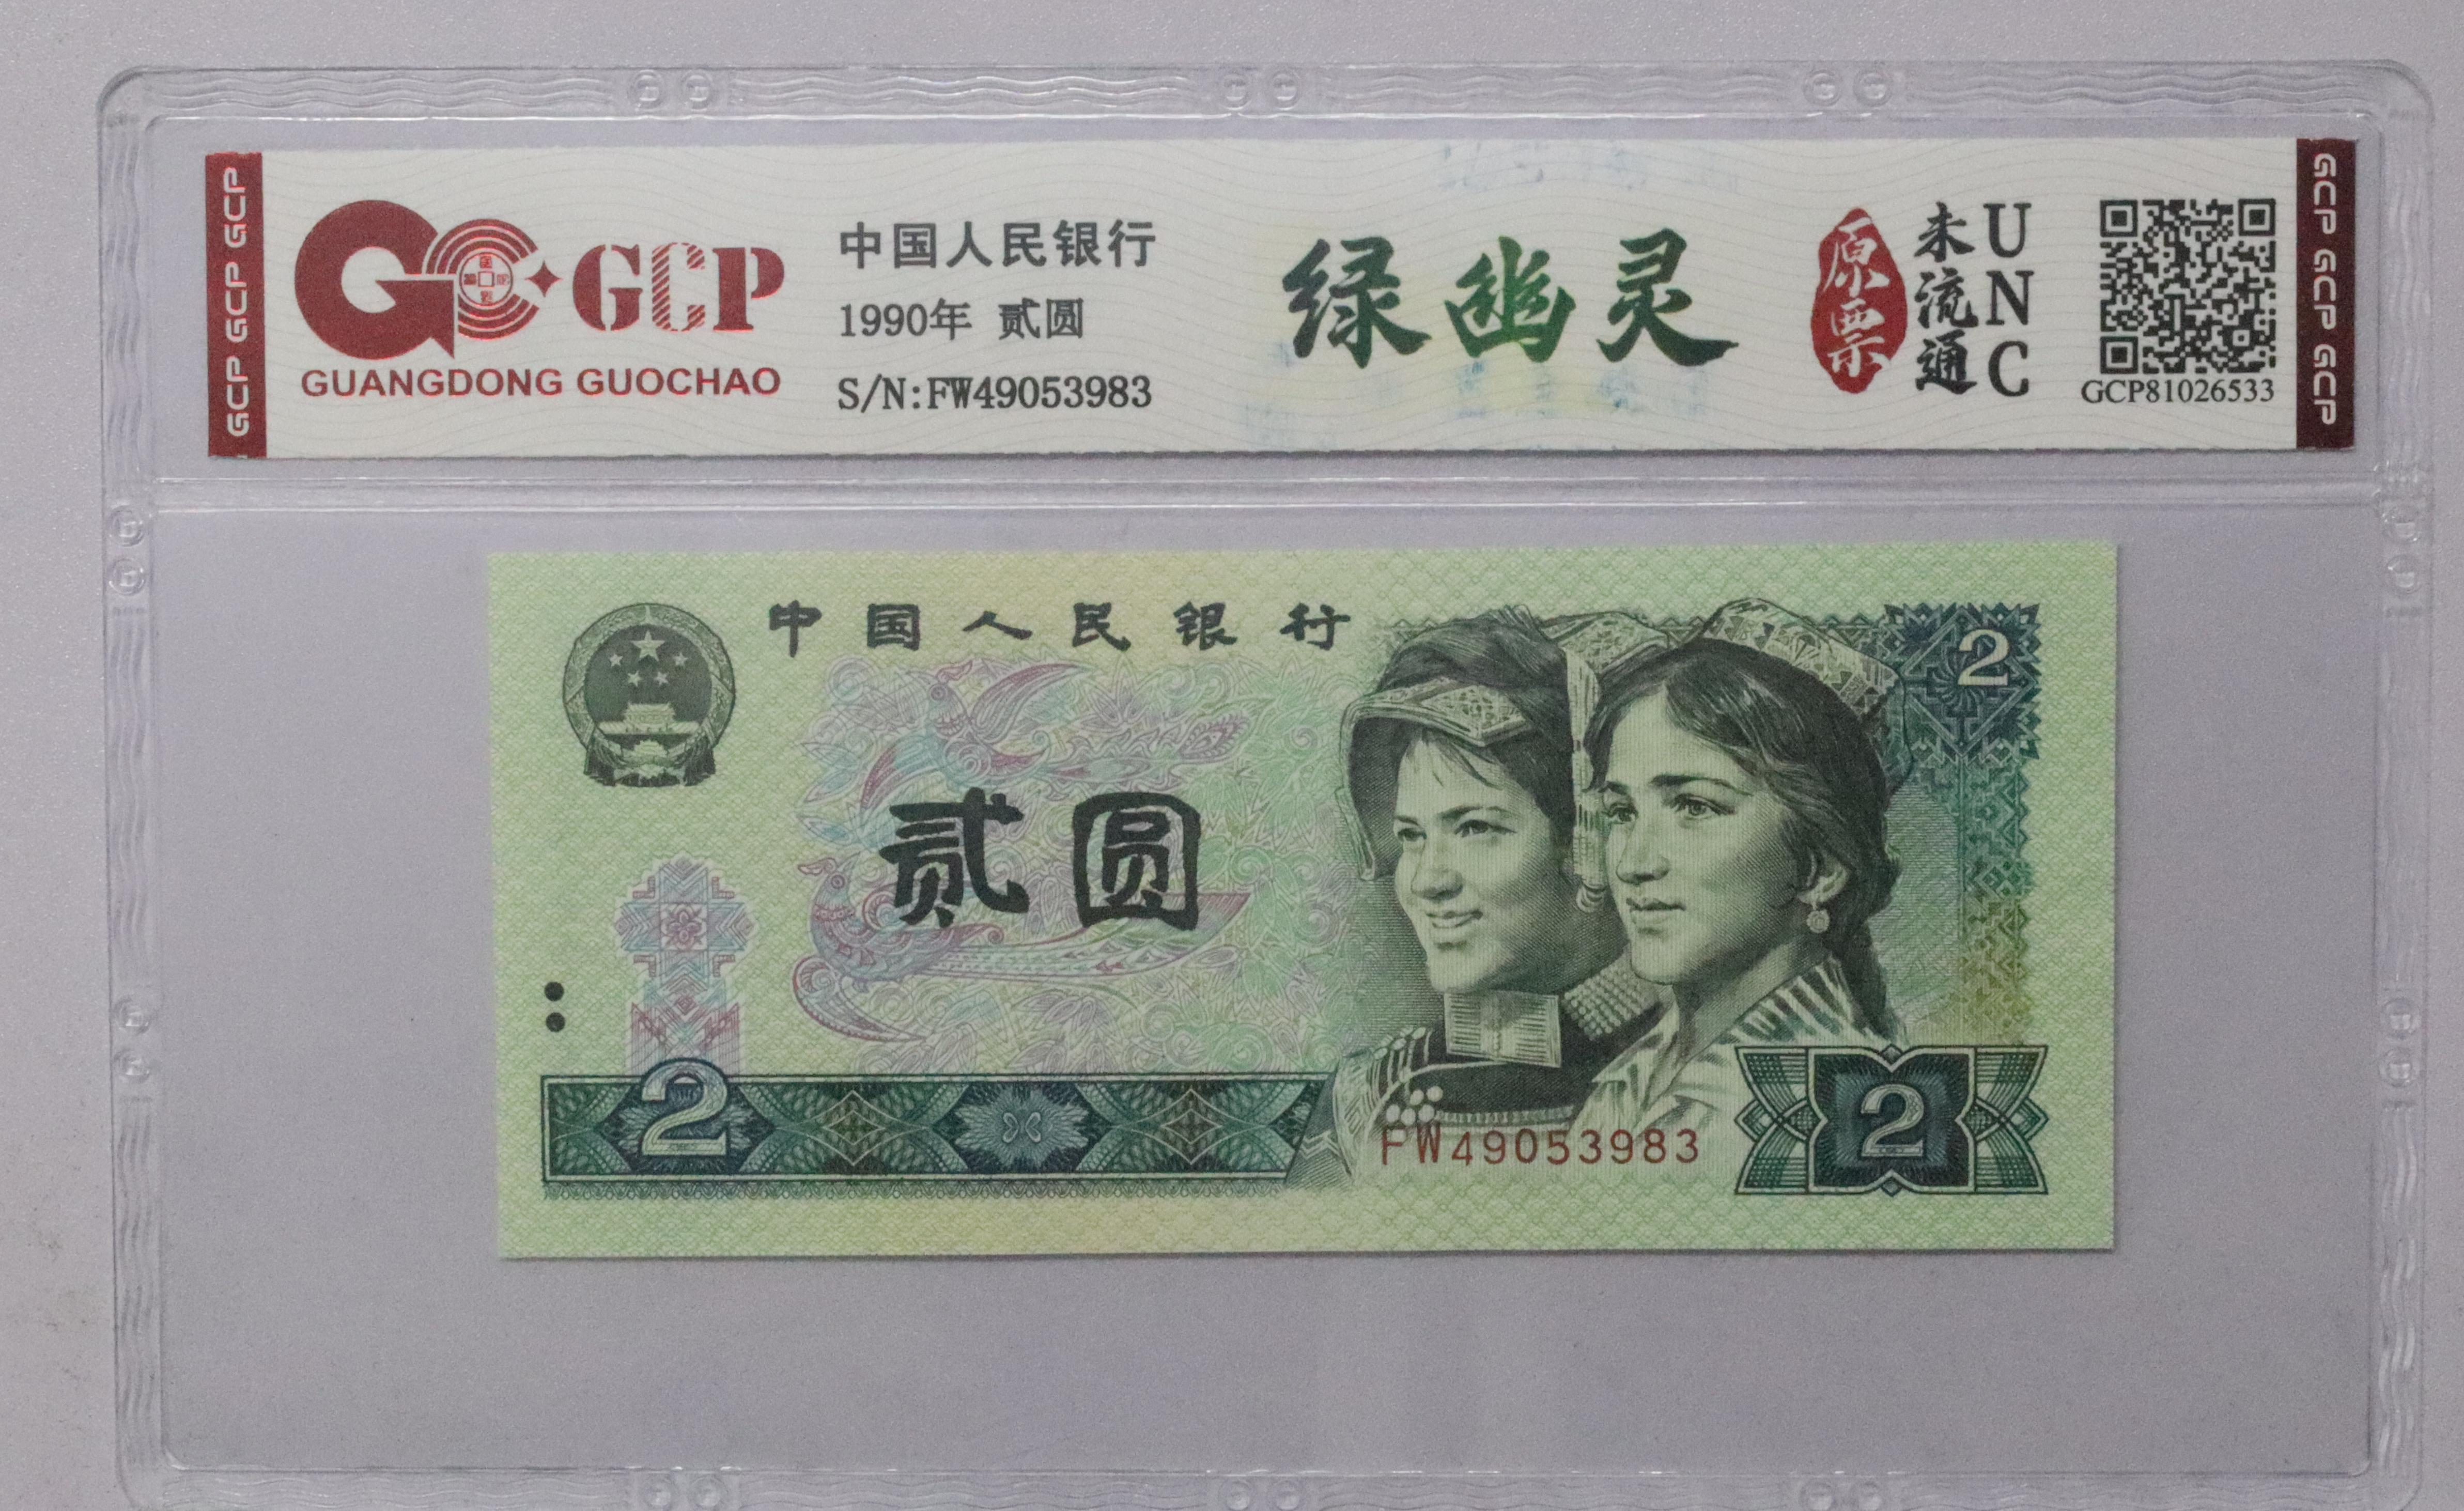 GCP GCP GCP
GCP
GUANGDONG GUOCHAO
中国人民银行
1990年 贰圆
S/N:FW49053983
绿幽灵
原票
未流通
UNC
GCP81026533
GCP GCP GCP
中国人民银行
2
贰圆
2
FW49053983
2